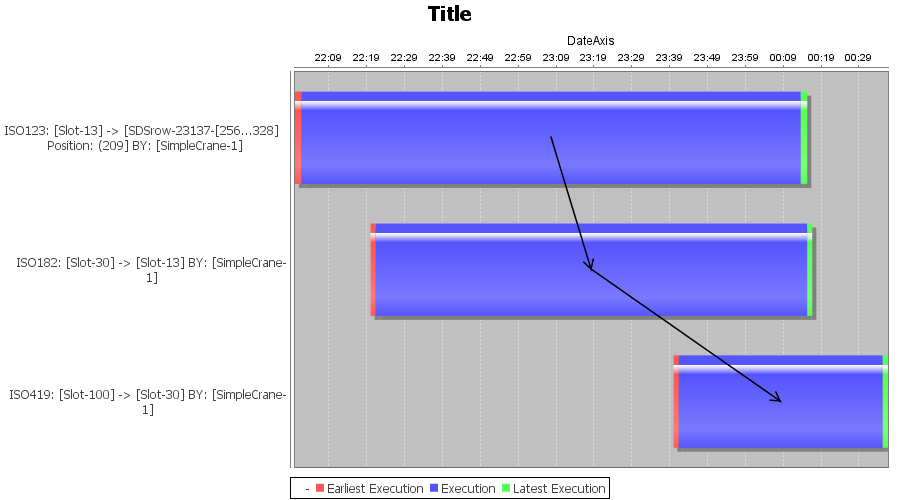 Title
DateAxis
22:09 22:19 22:29 22:39 22:49 22:59 23:09 23:19 23:29 23:39 23:49 23:59 00:09 00:19 00:29
ISO123: [Slot-13] -> [SDSrow-23137-[256...328]
Position: (209] BY: [SimpleCrane-1]
ISO182: [Slot-30] -> [Slot-13] BY: [SimpleCrane-
1]
ISO419: [Slot-100] -> [Slot-30] BY: [SimpleCrane-
1]
- Earliest Execution Execution Latest Execution